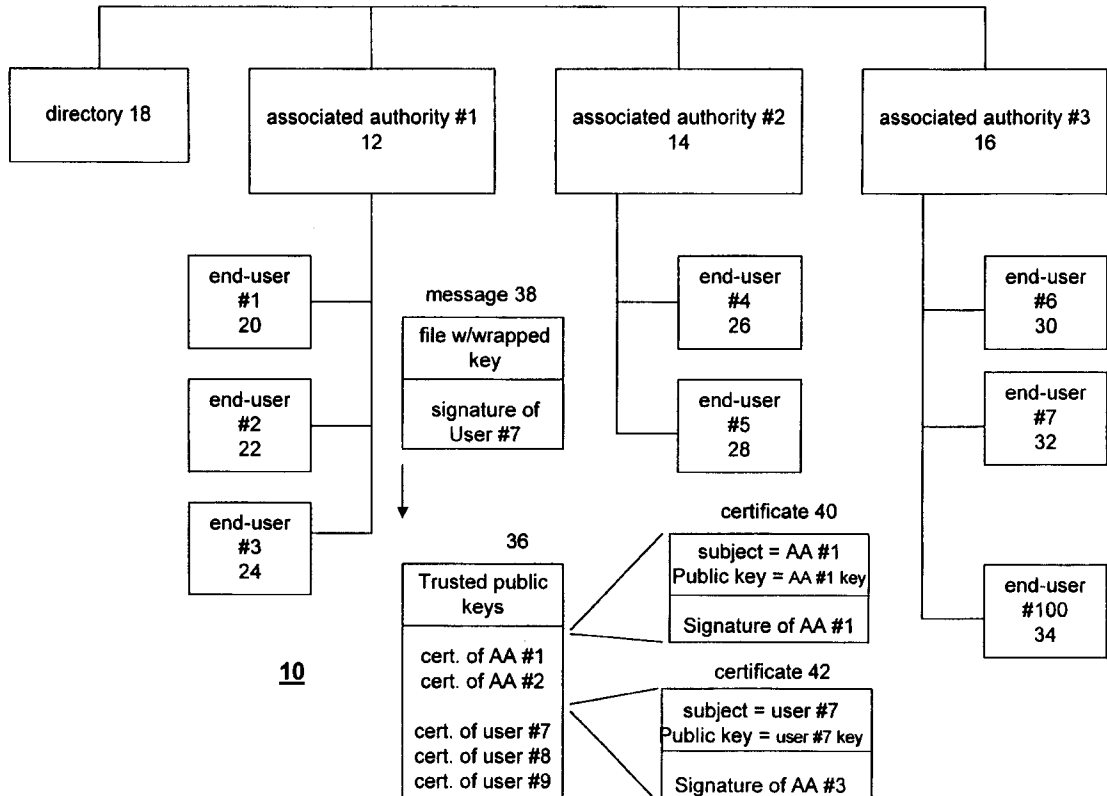 directory 18
associated authority #1
12
associated authority #2
14
associated authority #3
16
end-user
#1
20
end-user
#2
22
end-user
#3
24
message 38
file w/wrapped
key
signature of
User #7
end-user
#4
26
end-user
#5
28
end-user
#6
30
end-user
#7
32
end-user
#100
34
36
Trusted public
keys
cert. of AA #1
cert. of AA #2
cert. of user #7
cert. of user #8
cert. of user #9
certificate 40
subject = AA #1
Public key = AA #1 key
Signature of AA #1
certificate 42
subject = user #7
Public key = user #7 key
Signature of AA #3
10